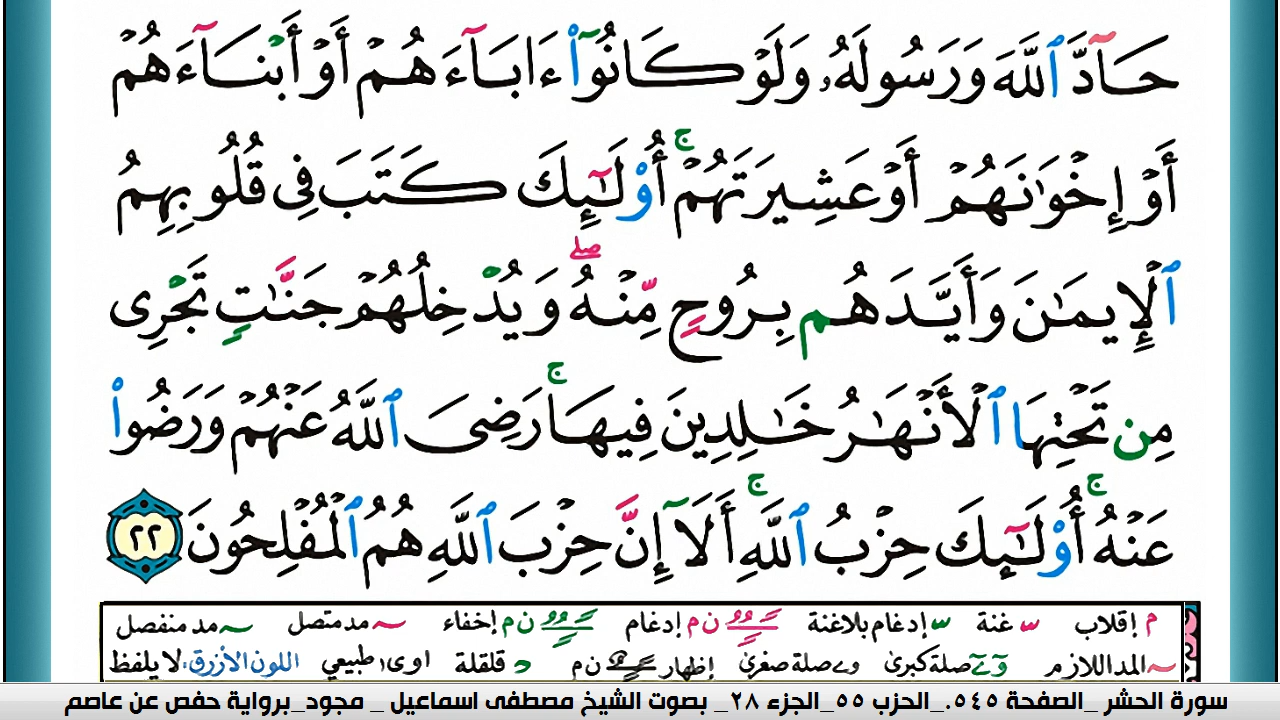 حَآدَّ ٱللَّهَ وَرَسُولَهُۥ وَلَوْ كَانُوٓا۟ ءَابَآءَهُمْ أَوْ أَبْنَآءَهُمْ
أَوْ إِخْوَٰنَهُمْ أَوْ عَشِيرَتَهُمْ ۚ أُو۟لَٰٓئِكَ كَتَبَ فِى قُلُوبِهِمُ
ٱلْإِيمَٰنَ وَأَيَّدَهُم بِرُوحٍ مِّنْهُ ۖ وَيُدْخِلُهُمْ جَنَّٰتٍ تَجْرِى
مِن تَحْتِهَا ٱلْأَنْهَٰرُ خَٰلِدِينَ فِيهَا ۚ رَضِىَ ٱللَّهُ عَنْهُمْ وَرَضُوا۟
عَنْهُ ۚ أُو۟لَٰٓئِكَ حِزْبُ ٱللَّهِ ۚ أَلَآ إِنَّ حِزْبَ ٱللَّهِ هُمُ ٱلْمُفْلِحُونَ ٢٢
م إقلاب س غنة س إدغام بلاغنة ن م إدغام ن م إخفاء مد متصل مد منفصل
المد اللازم و ے صلة كبرى و ے صلة صغرى إظهار ن م د قلقلة اوى طبيعي اللون الأزرق لا يلفظ
سورة الحشر _الصفحة ٥٤٥._الحزب ٥٥_الجزء ٢٨_ بصوت الشيخ مصطفى اسماعيل _ مجود_برواية حفص عن عاصم